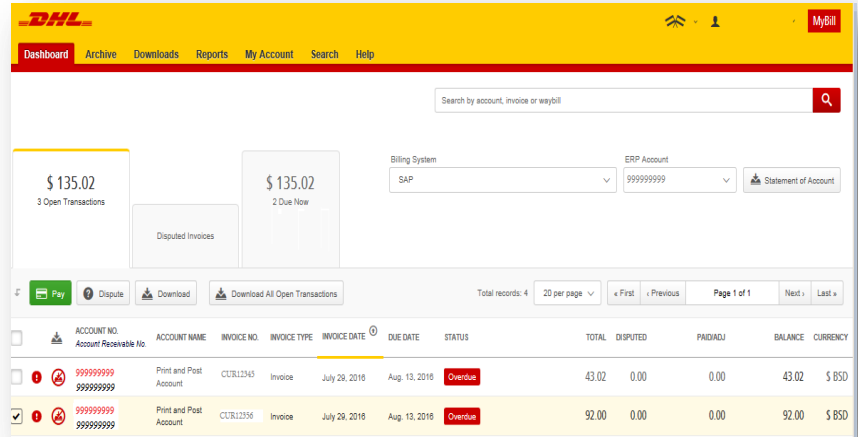 DHL
MyBill
Dashboard Archive Downloads Reports My Account Search Help
Search by account, invoice or waybill
Billing System ERP Account
$ 135.02 $ 135.02 SAP 999999999 Statement of Account
3 Open Transactions 2 Due Now
Disputed Invoices
Pay Dispute Download Download All Open Transactions Total records: 4 20 per page « First ‹ Previous Page 1 of 1 Next › Last »
ACCOUNT NO. ACCOUNT NAME INVOICE NO. INVOICE TYPE INVOICE DATE DUE DATE STATUS TOTAL DISPUTED PAID/ADJ BALANCE CURRENCY
Account Receivable No.
999999999 Print and Post CUR12345 Invoice July 29, 2016 Aug. 13, 2016 Overdue 43.02 0.00 0.00 43.02 $ BSD
999999999 Account
999999999 Print and Post CUR12356 Invoice July 29, 2016 Aug. 13, 2016 Overdue 92.00 0.00 0.00 92.00 $ BSD
999999999 Account